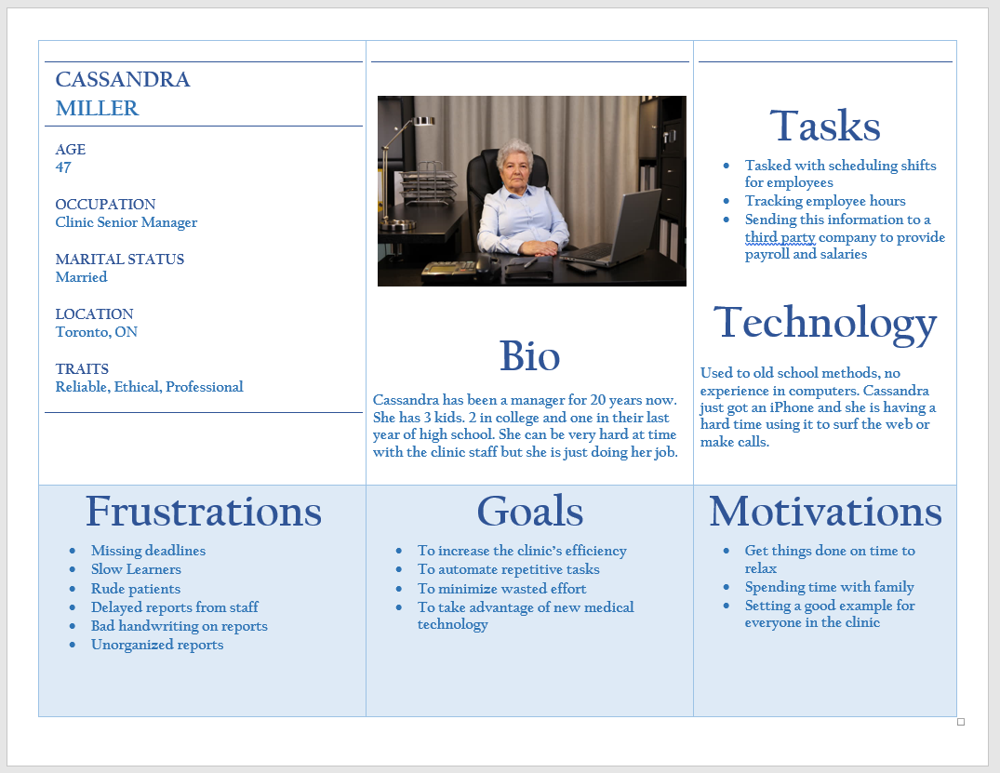 CASSANDRA
MILLER
AGE
47
OCCUPATION
Clinic Senior Manager
MARITAL STATUS
Married
LOCATION
Toronto, ON
TRAITS
Reliable, Ethical, Professional
Bio
Cassandra has been a manager for 20 years now.
She has 3 kids. 2 in college and one in their last
year of high school. She can be very hard at time
with the clinic staff but she is just doing her job.
Tasks
• Tasked with scheduling shifts
for employees
• Tracking employee hours
• Sending this information to a
third party company to provide
payroll and salaries
Technology
Used to old school methods, no
experience in computers. Cassandra
just got an iPhone and she is having a
hard time using it to surf the web or
make calls.
Frustrations
• Missing deadlines
• Slow Learners
• Rude patients
• Delayed reports from staff
• Bad handwriting on reports
• Unorganized reports
Goals
• To increase the clinic’s efficiency
• To automate repetitive tasks
• To minimize wasted effort
• To take advantage of new medical
technology
Motivations
• Get things done on time to
relax
• Spending time with family
• Setting a good example for
everyone in the clinic